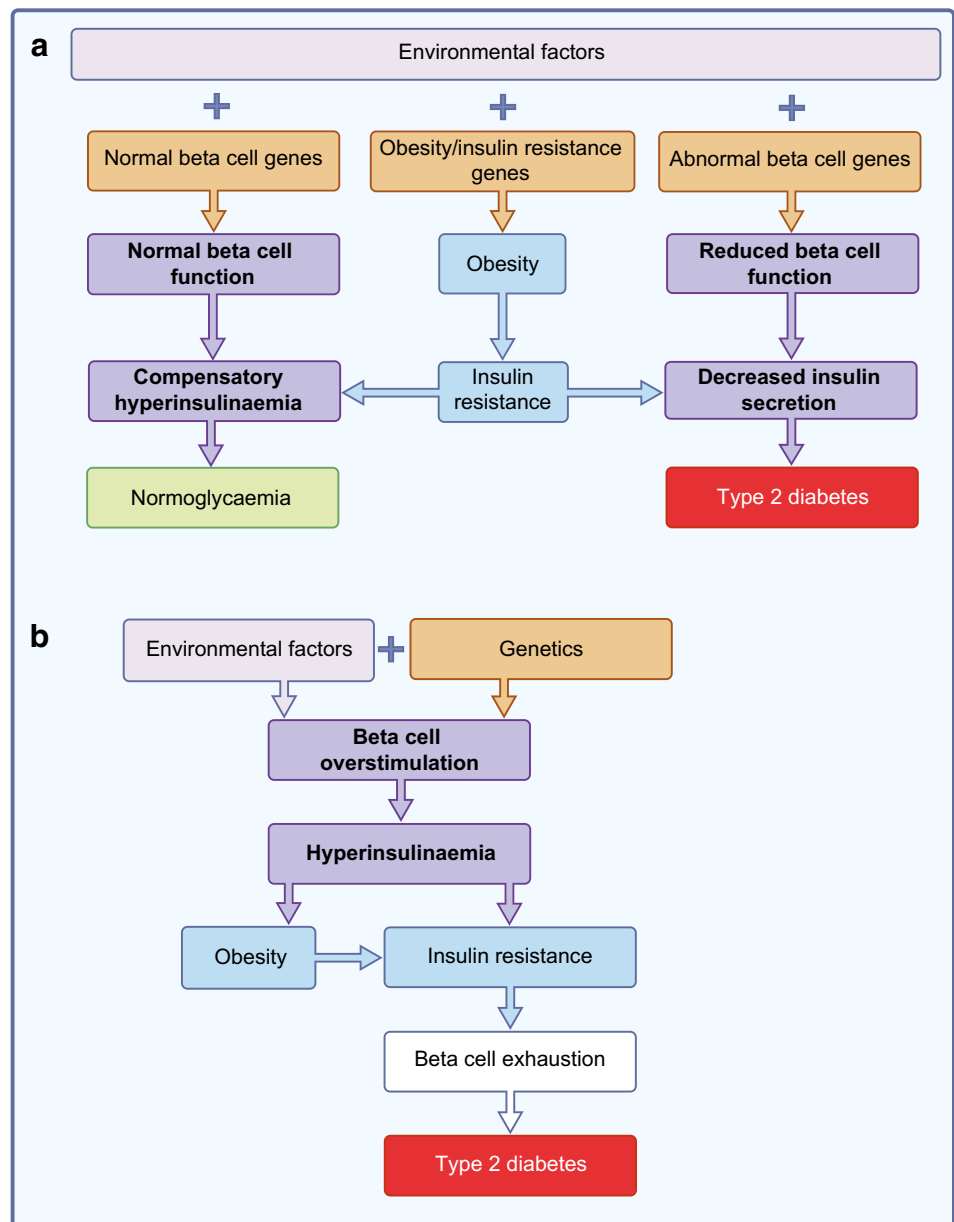 a
Environmental factors
+
+
+
Normal beta cell genes
Obesity/insulin resistance
genes
Abnormal beta cell genes
Normal beta cell
function
Obesity
Reduced beta cell
function
Compensatory
hyperinsulinaemia
Insulin
resistance
Decreased insulin
secretion
Normoglycaemia
Type 2 diabetes
b
Environmental factors
+
Genetics
Beta cell
overstimulation
Hyperinsulinaemia
Obesity
Insulin resistance
Beta cell exhaustion
Type 2 diabetes